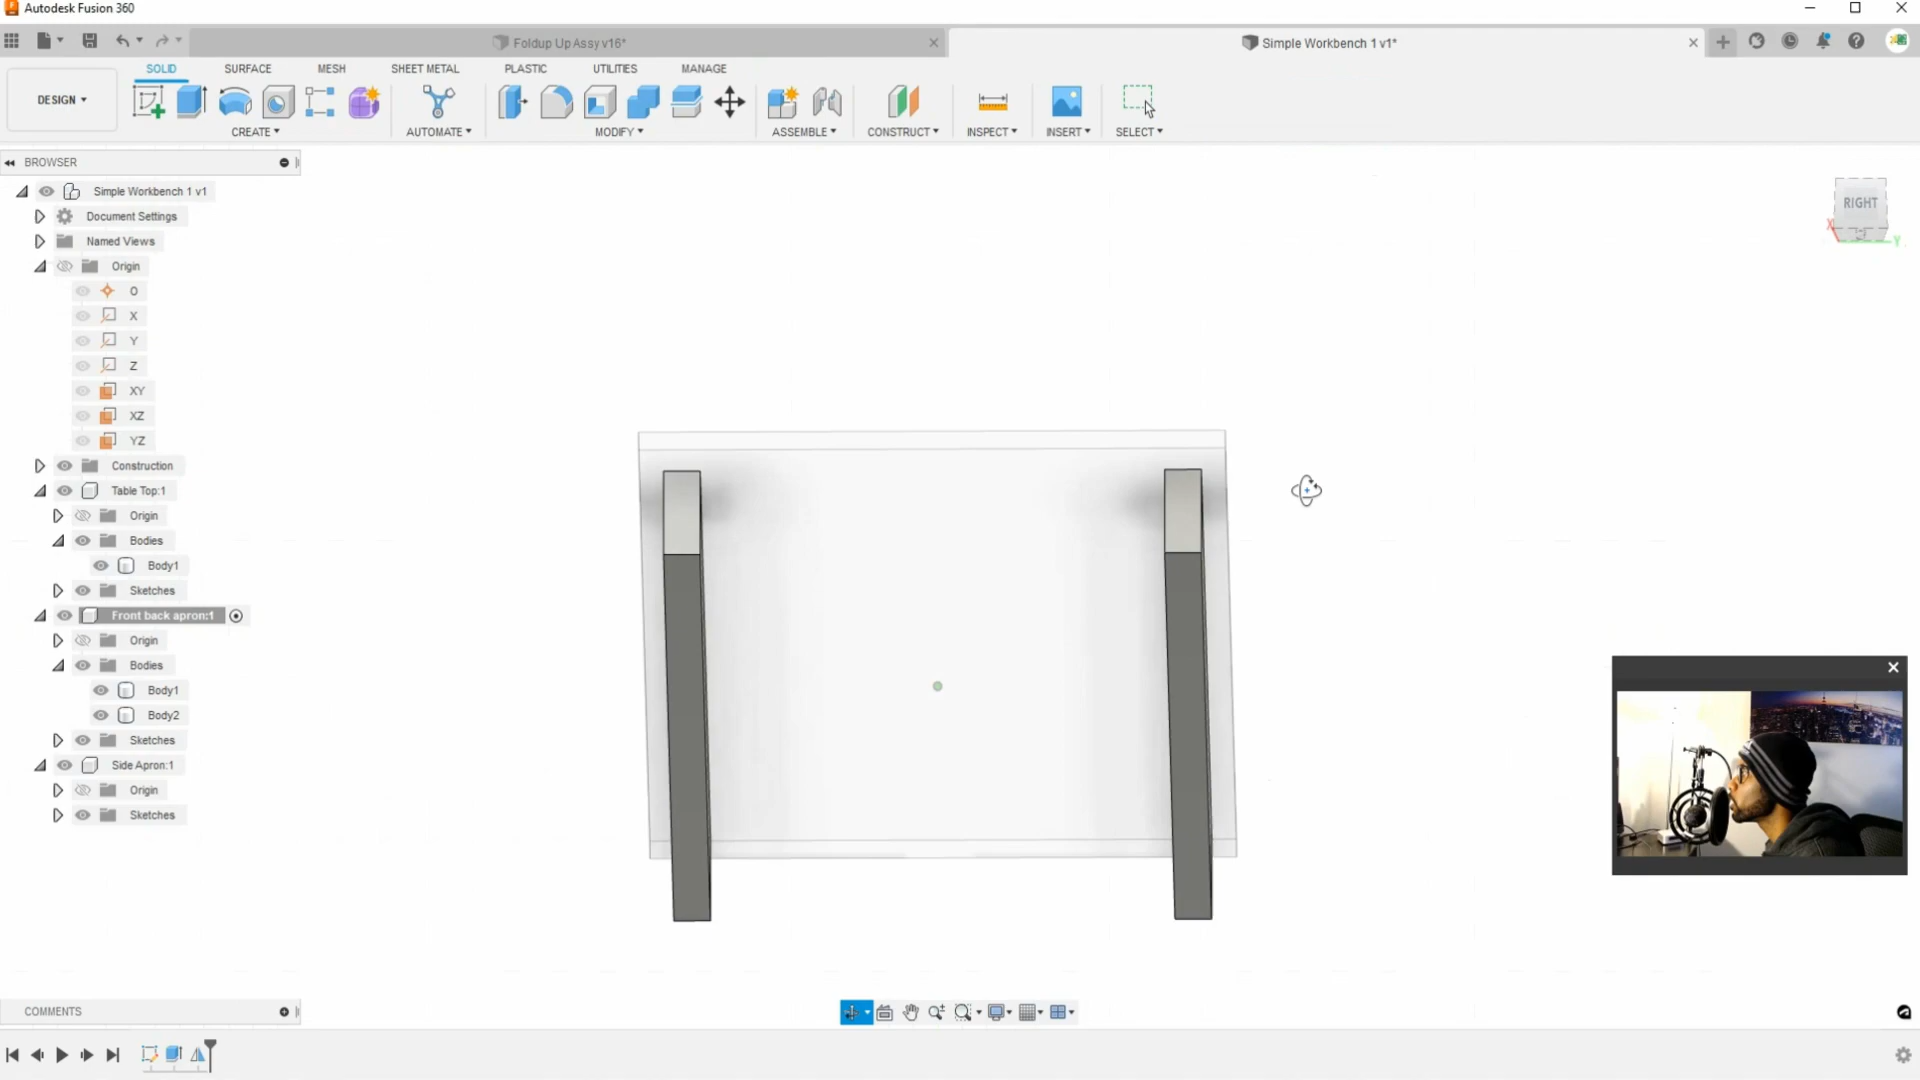 Autodesk Fusion 360
Foldup Up Assy v16*
Simple Workbench 1 v1*
DESIGN
SOLID
SURFACE
MESH
SHEET METAL
PLASTIC
UTILITIES
MANAGE
CREATE
AUTOMATE
MODIFY
ASSEMBLE
CONSTRUCT
INSPECT
INSERT
SELECT
BROWSER
Simple Workbench 1 v1
Document Settings
Named Views
Origin
O
X
Y
Z
XY
XZ
YZ
Construction
Table Top:1
Origin
Bodies
Body1
Sketches
Front back apron:1
Origin
Bodies
Body1
Body2
Sketches
Side Apron:1
Origin
Sketches
RIGHT
X
Y
COMMENTS